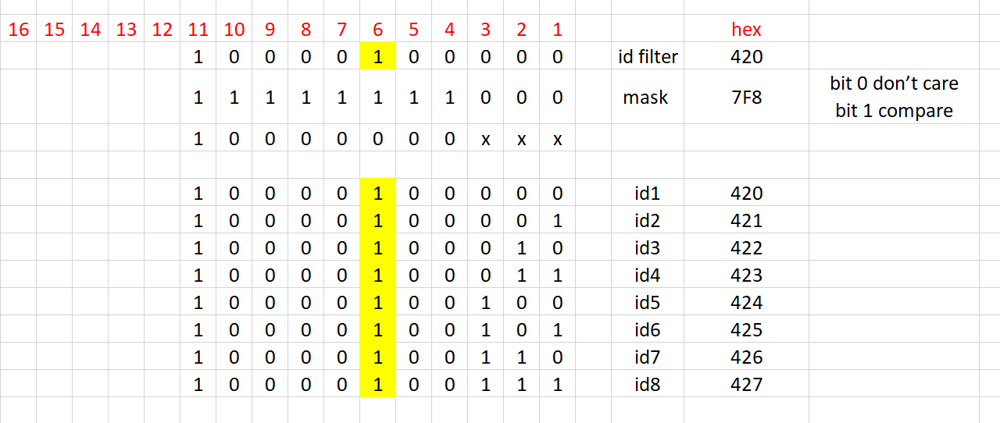 16 15 14 13 12 11 10 9 8 7 6 5 4 3 2 1 hex
1 0 0 0 0 1 0 0 0 0 0 id filter 420
1 1 1 1 1 1 1 1 0 0 0 mask 7F8 bit 0 don’t care
bit 1 compare
1 0 0 0 0 0 0 0 x x x
1 0 0 0 0 1 0 0 0 0 0 id1 420
1 0 0 0 0 1 0 0 0 0 1 id2 421
1 0 0 0 0 1 0 0 0 1 0 id3 422
1 0 0 0 0 1 0 0 0 1 1 id4 423
1 0 0 0 0 1 0 0 1 0 0 id5 424
1 0 0 0 0 1 0 0 1 0 1 id6 425
1 0 0 0 0 1 0 0 1 1 0 id7 426
1 0 0 0 0 1 0 0 1 1 1 id8 427